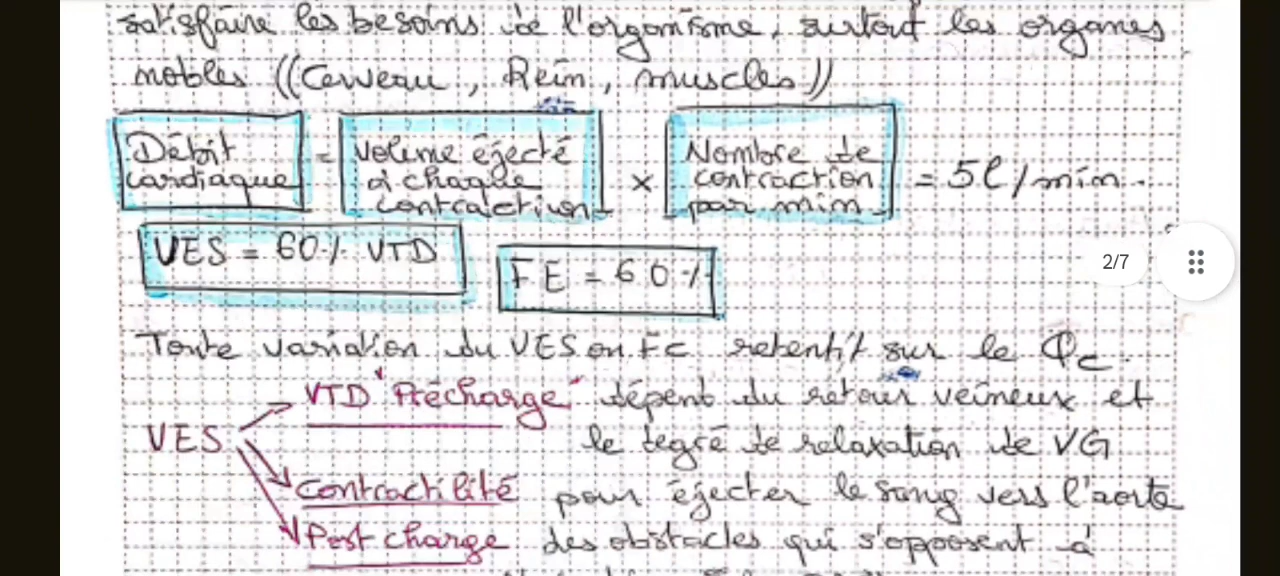 satisfaire les besoins de l'organisme, surtout les organes
nobles ((Cerveau, Rein, muscles))
Débit cardiaque = Volume éjecté à chaque contraction × Nombre de contraction par min = 5l/min.
VES = 60% VTD
FE = 60%
2/7
Toute variation du VES ou Fc retentit sur le Qc.
VES
VTD "Précharge" dépent du retour veineux et
le degré de relaxation de VG
Contractilité pour éjecter le sang vers l'aorte
Post charge des obstacles qui s'opposent à